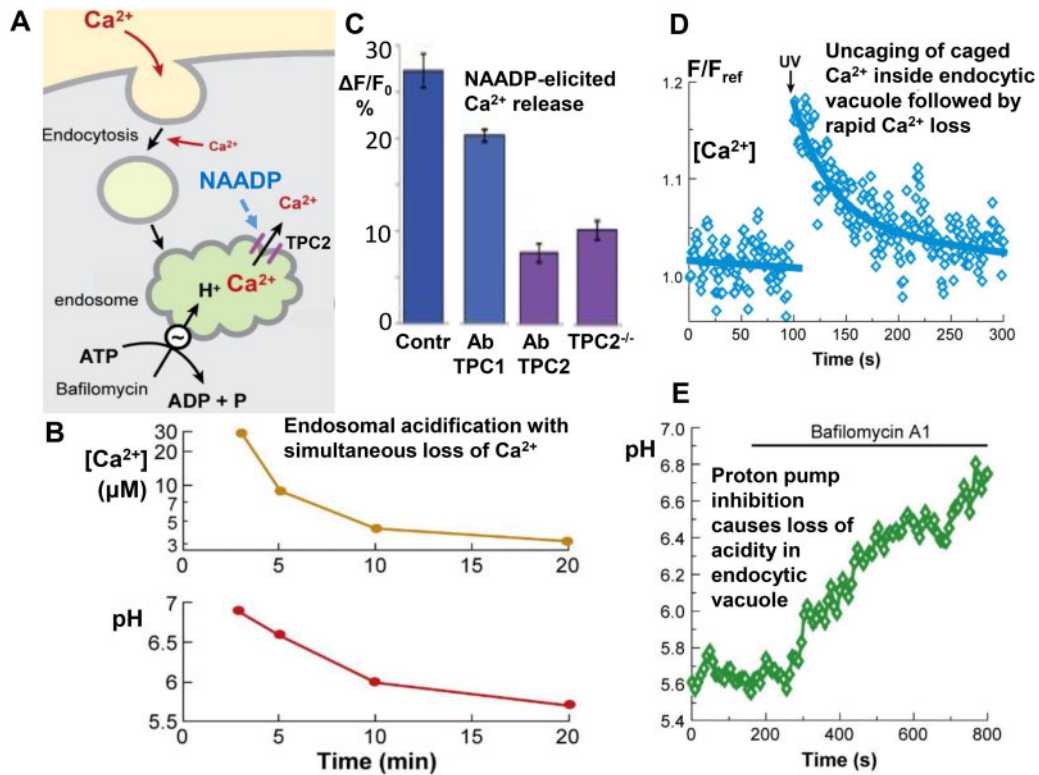 A
Ca²⁺
Endocytosis
Ca²⁺
NAADP
Ca²⁺
TPC2
H⁺ Ca²⁺
endosome
~
ATP
Bafilomycin
ADP + P
B
Endosomal acidification with
simultaneous loss of Ca²⁺
[Ca²⁺]
(µM)
30
20
10
7
5
3
0 5 10 15 20
pH
7
6.5
6
5.5
0 5 10 15 20
Time (min)
C
ΔF/F₀
%
NAADP-elicited
Ca²⁺ release
30
20
10
0
Contr Ab Ab TPC2⁻/⁻
TPC1 TPC2
D
F/Fref
UV
Uncaging of caged
Ca²⁺ inside endocytic
vacuole followed by
rapid Ca²⁺ loss
[Ca²⁺]
1.2
1.1
1.0
0 50 100 150 200 250 300
Time (s)
E
pH
Bafilomycin A1
Proton pump
inhibition
causes loss of
acidity in
endocytic
vacuole
7.0
6.8
6.6
6.4
6.2
6.0
5.8
5.6
5.4
0 200 400 600 800
Time (s)